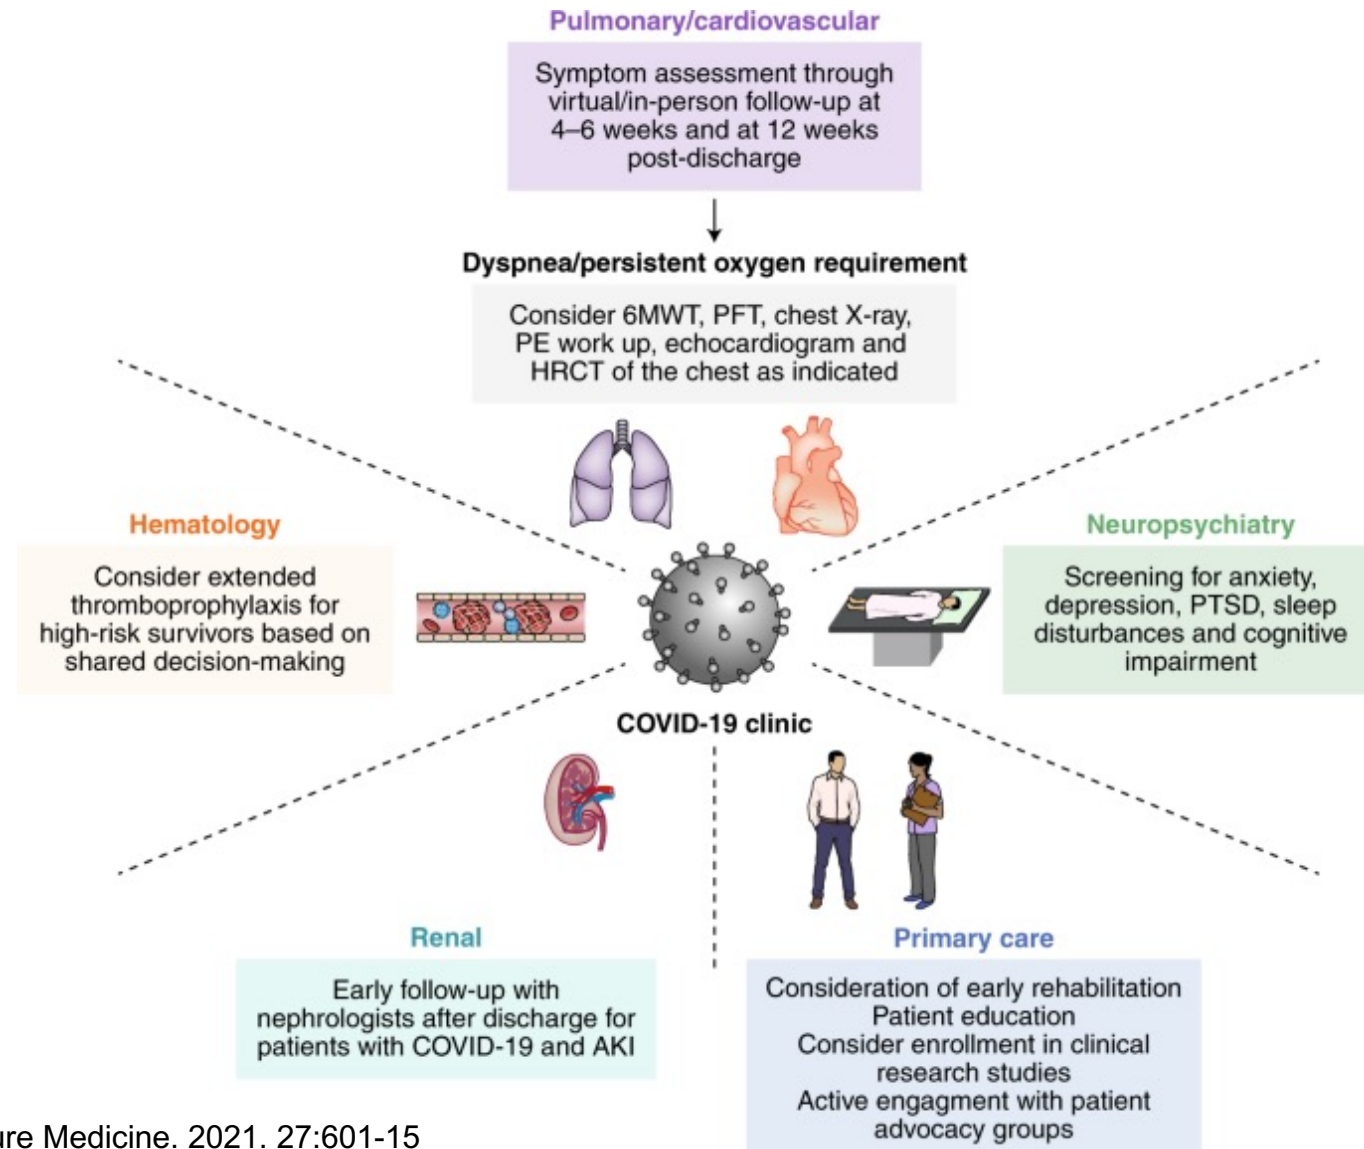 Pulmonary/cardiovascular
Symptom assessment through
virtual/in-person follow-up at
4–6 weeks and at 12 weeks
post-discharge
Dyspnea/persistent oxygen requirement
Consider 6MWT, PFT, chest X-ray,
PE work up, echocardiogram and
HRCT of the chest as indicated
Hematology
Consider extended
thromboprophylaxis for
high-risk survivors based on
shared decision-making
Neuropsychiatry
Screening for anxiety,
depression, PTSD, sleep
disturbances and cognitive
impairment
COVID-19 clinic
Renal
Early follow-up with
nephrologists after discharge for
patients with COVID-19 and AKI
Primary care
Consideration of early rehabilitation
Patient education
Consider enrollment in clinical
research studies
Active engagment with patient
advocacy groups
ure Medicine. 2021. 27:601-15